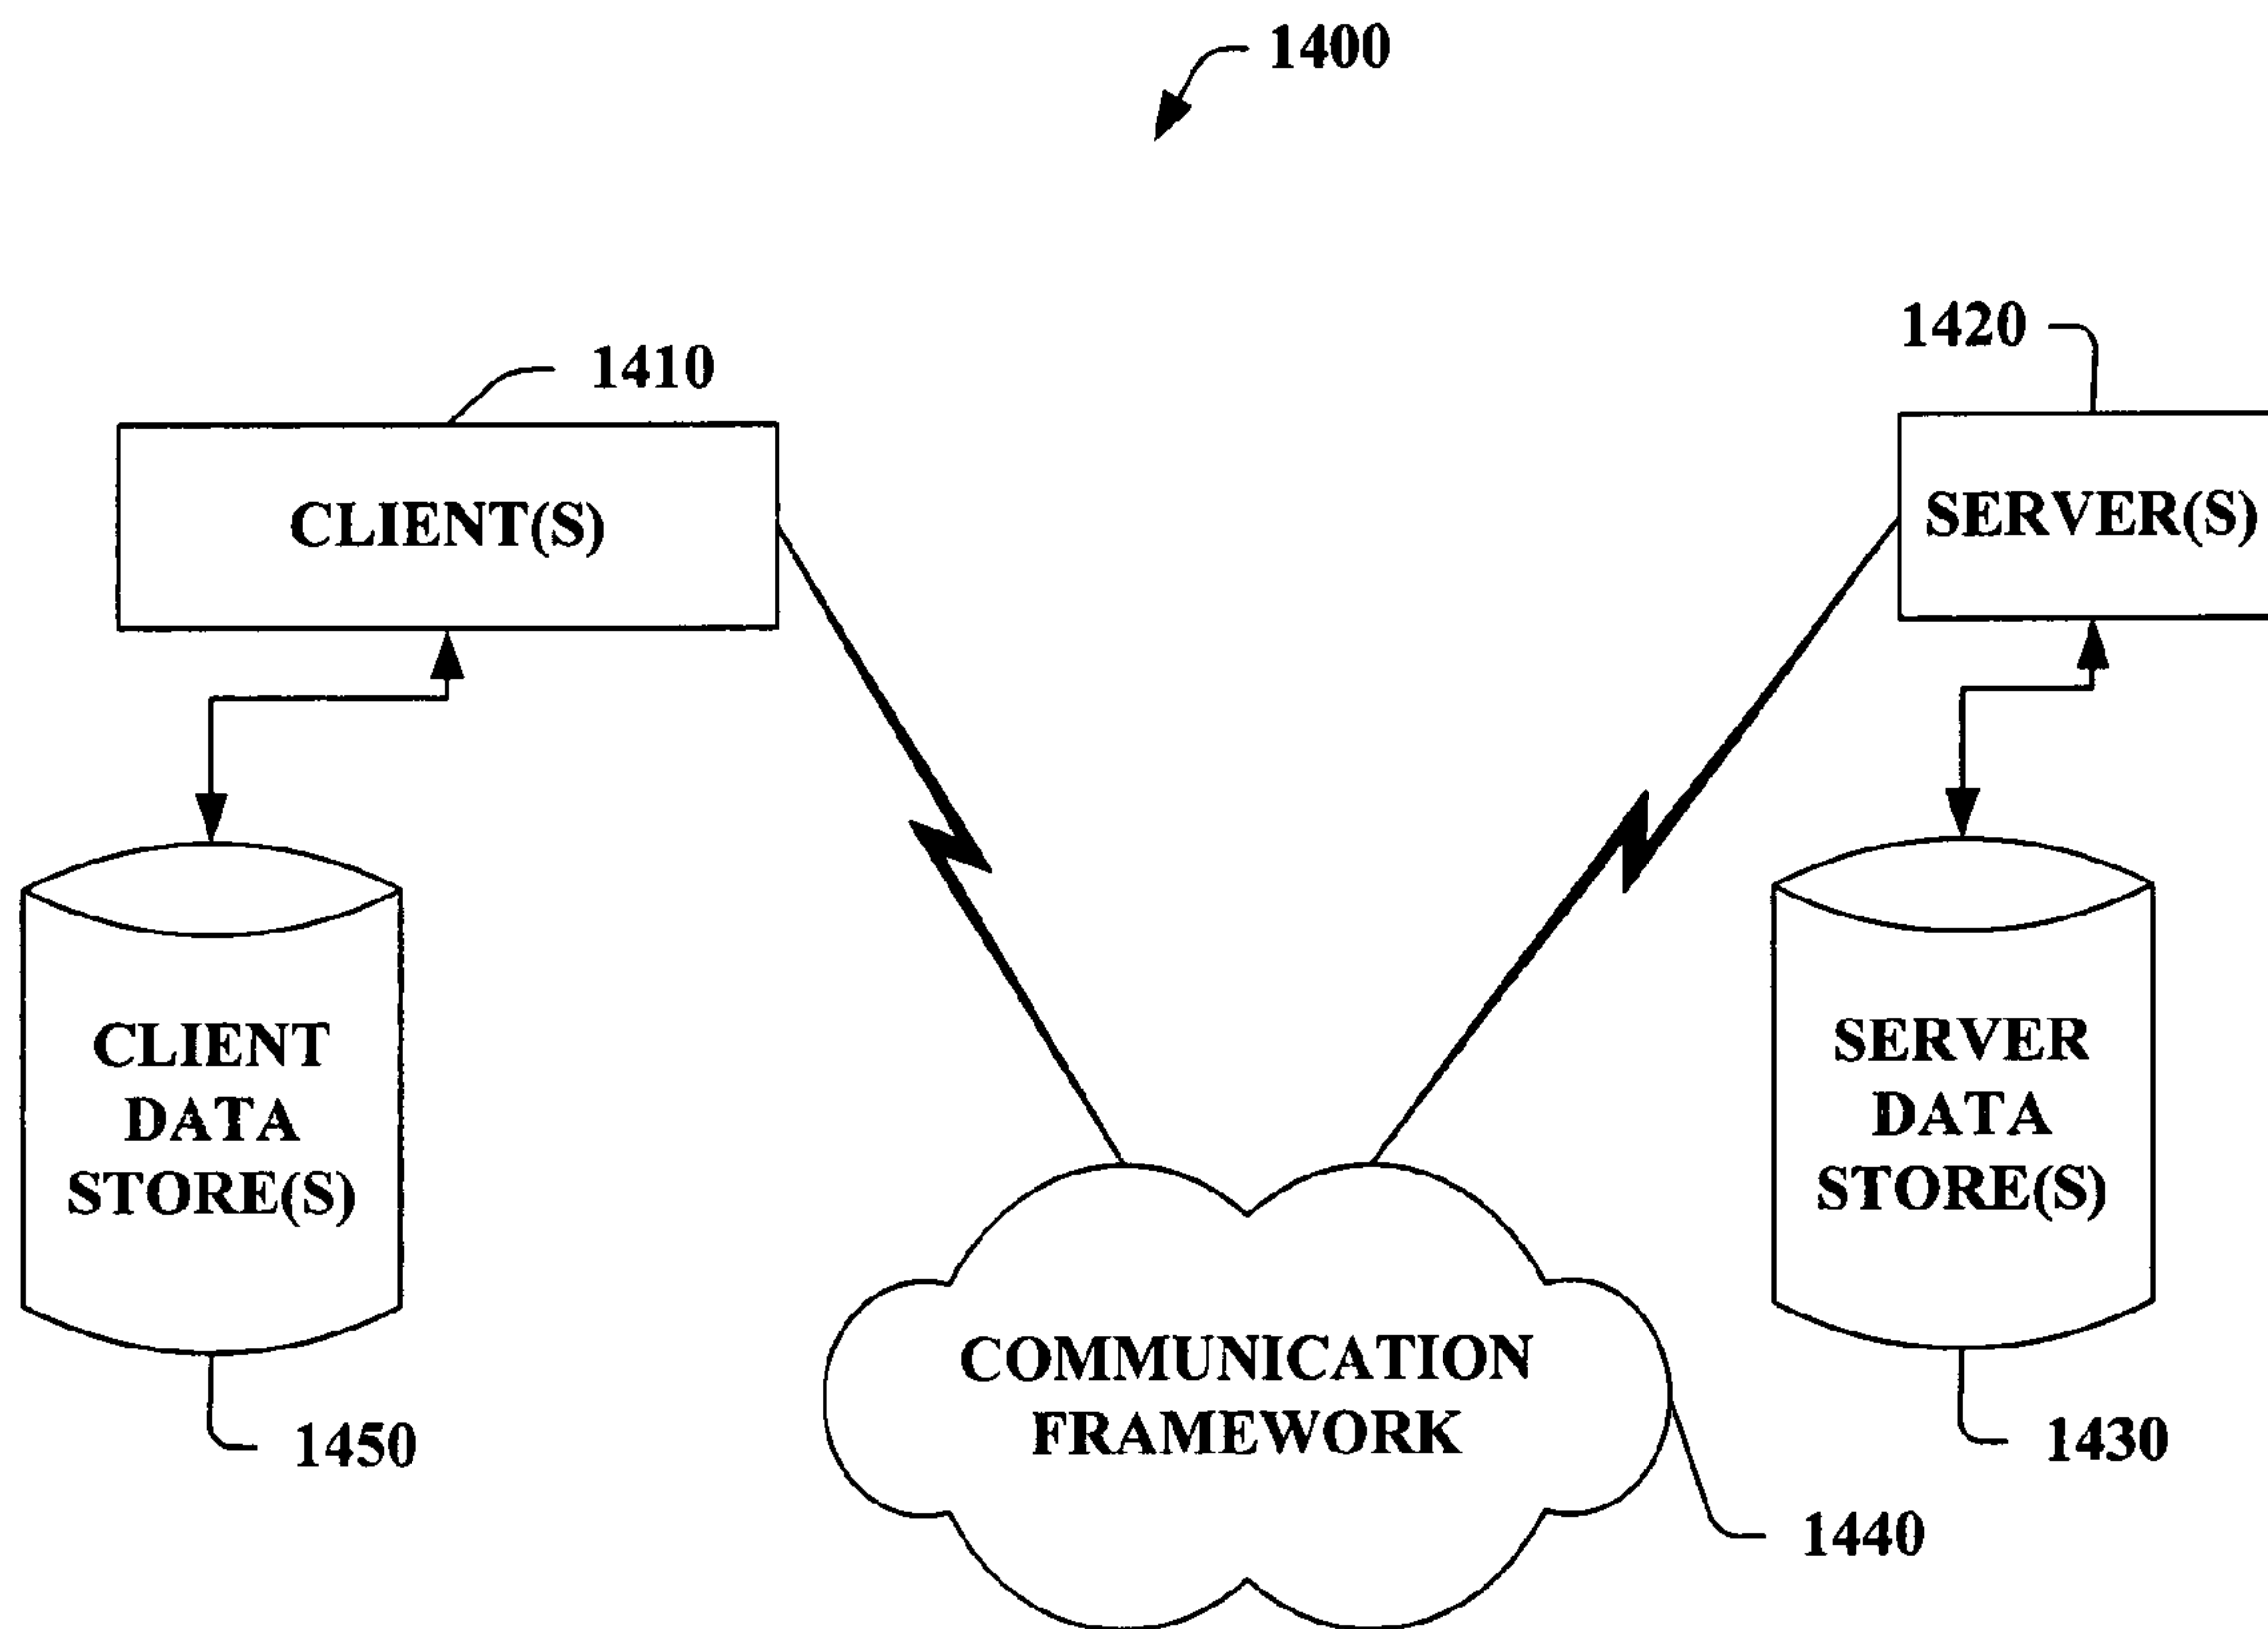 1400
1410
1420
CLIENT(S)
SERVER(S)
CLIENT
DATA
STORE(S)
SERVER
DATA
STORE(S)
COMMUNICATION
FRAMEWORK
1450
1430
1440